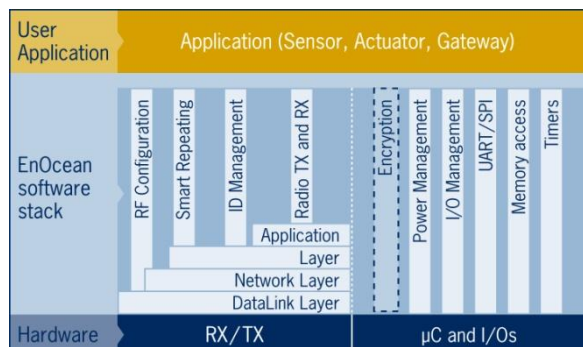 User
Application
Application (Sensor, Actuator, Gateway)
EnOcean
software
stack
RF Configuration
Smart Repeating
ID Management
Radio TX and RX
Encryption
Power Management
I/O Management
UART/SPI
Memory access
Timers
Application
Layer
Network Layer
DataLink Layer
Hardware
RX/TX
µC and I/Os